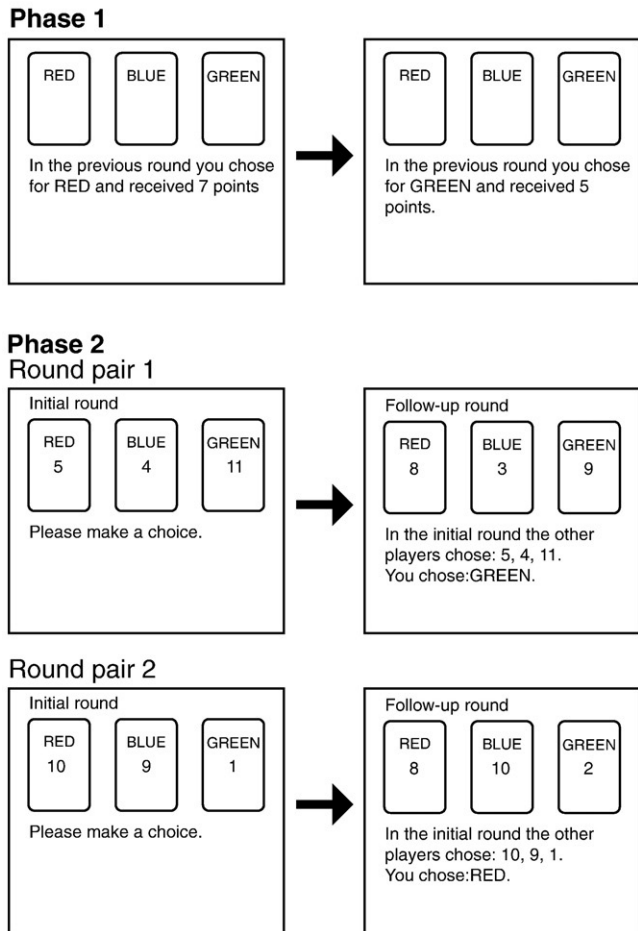 Phase 1
RED BLUE GREEN
In the previous round you chose
for RED and received 7 points
RED BLUE GREEN
In the previous round you chose
for GREEN and received 5
points.
Phase 2
Round pair 1
Initial round
RED BLUE GREEN
5 4 11
Please make a choice.
Follow-up round
RED BLUE GREEN
8 3 9
In the initial round the other
players chose: 5, 4, 11.
You chose:GREEN.
Round pair 2
Initial round
RED BLUE GREEN
10 9 1
Please make a choice.
Follow-up round
RED BLUE GREEN
8 10 2
In the initial round the other
players chose: 10, 9, 1.
You chose:RED.